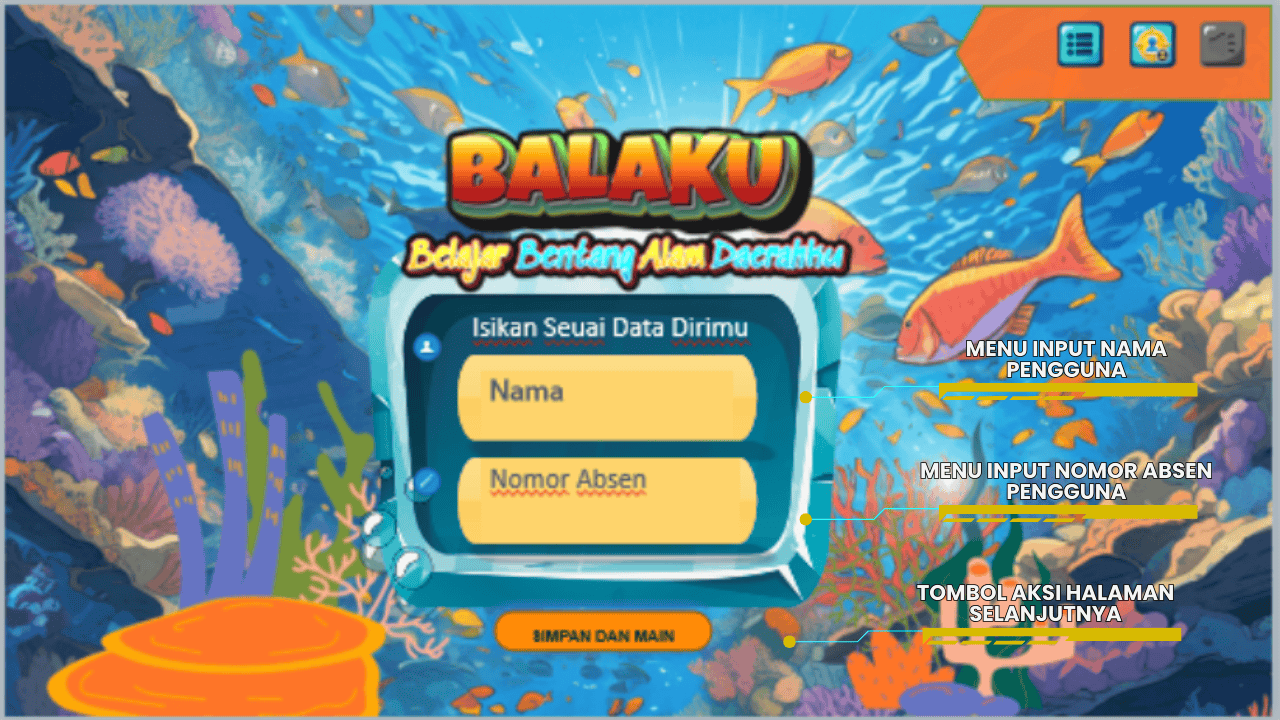 BALAKU
Belajar Bentang Alam Daerahku
Isikan Seuai Data Dirimu
Nama
Nomor Absen
SIMPAN DAN MAIN
MENU INPUT NAMA
PENGGUNA
MENU INPUT NOMOR ABSEN
PENGGUNA
TOMBOL AKSI HALAMAN
SELANJUTNYA